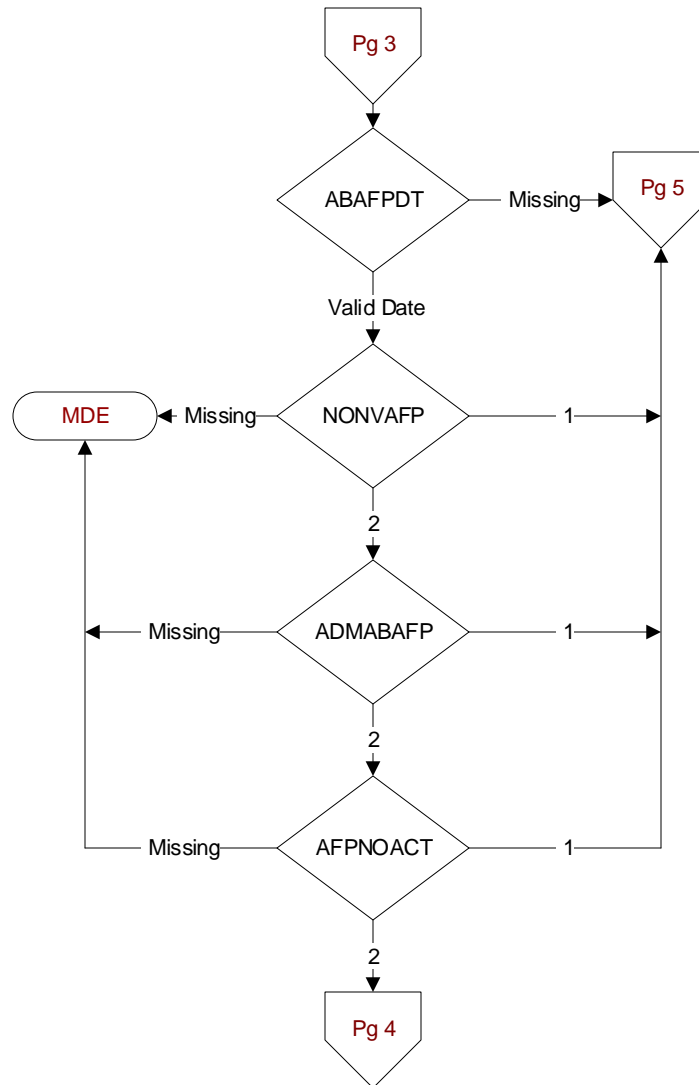 Pg 3
ABAFPDT
Missing
Pg 5
Valid Date
MDE
Missing
NONVAFP
1
2
Missing
ADMABAFP
1
2
Missing
AFPNOACT
1
2
Pg 4